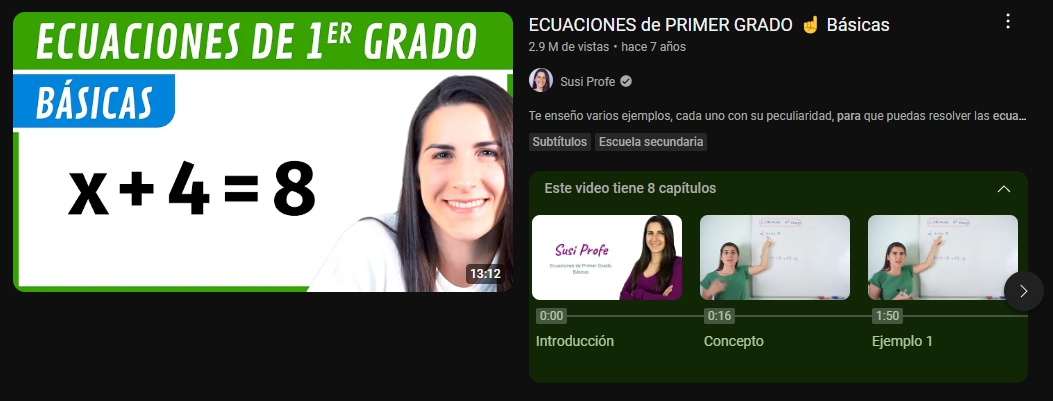 ECUACIONES DE 1ER GRADO
BÁSICAS
x+4=8
13:12
ECUACIONES de PRIMER GRADO ☝ Básicas
2.9 M de vistas • hace 7 años
Susi Profe
Te enseño varios ejemplos, cada uno con su peculiaridad, para que puedas resolver las ecua...
Subtítulos Escuela secundaria
Este video tiene 8 capítulos
Susi Profe
Ecuaciones de Primer Grado
Básicas
0:00 0:16 1:50
Introducción Concepto Ejemplo 1